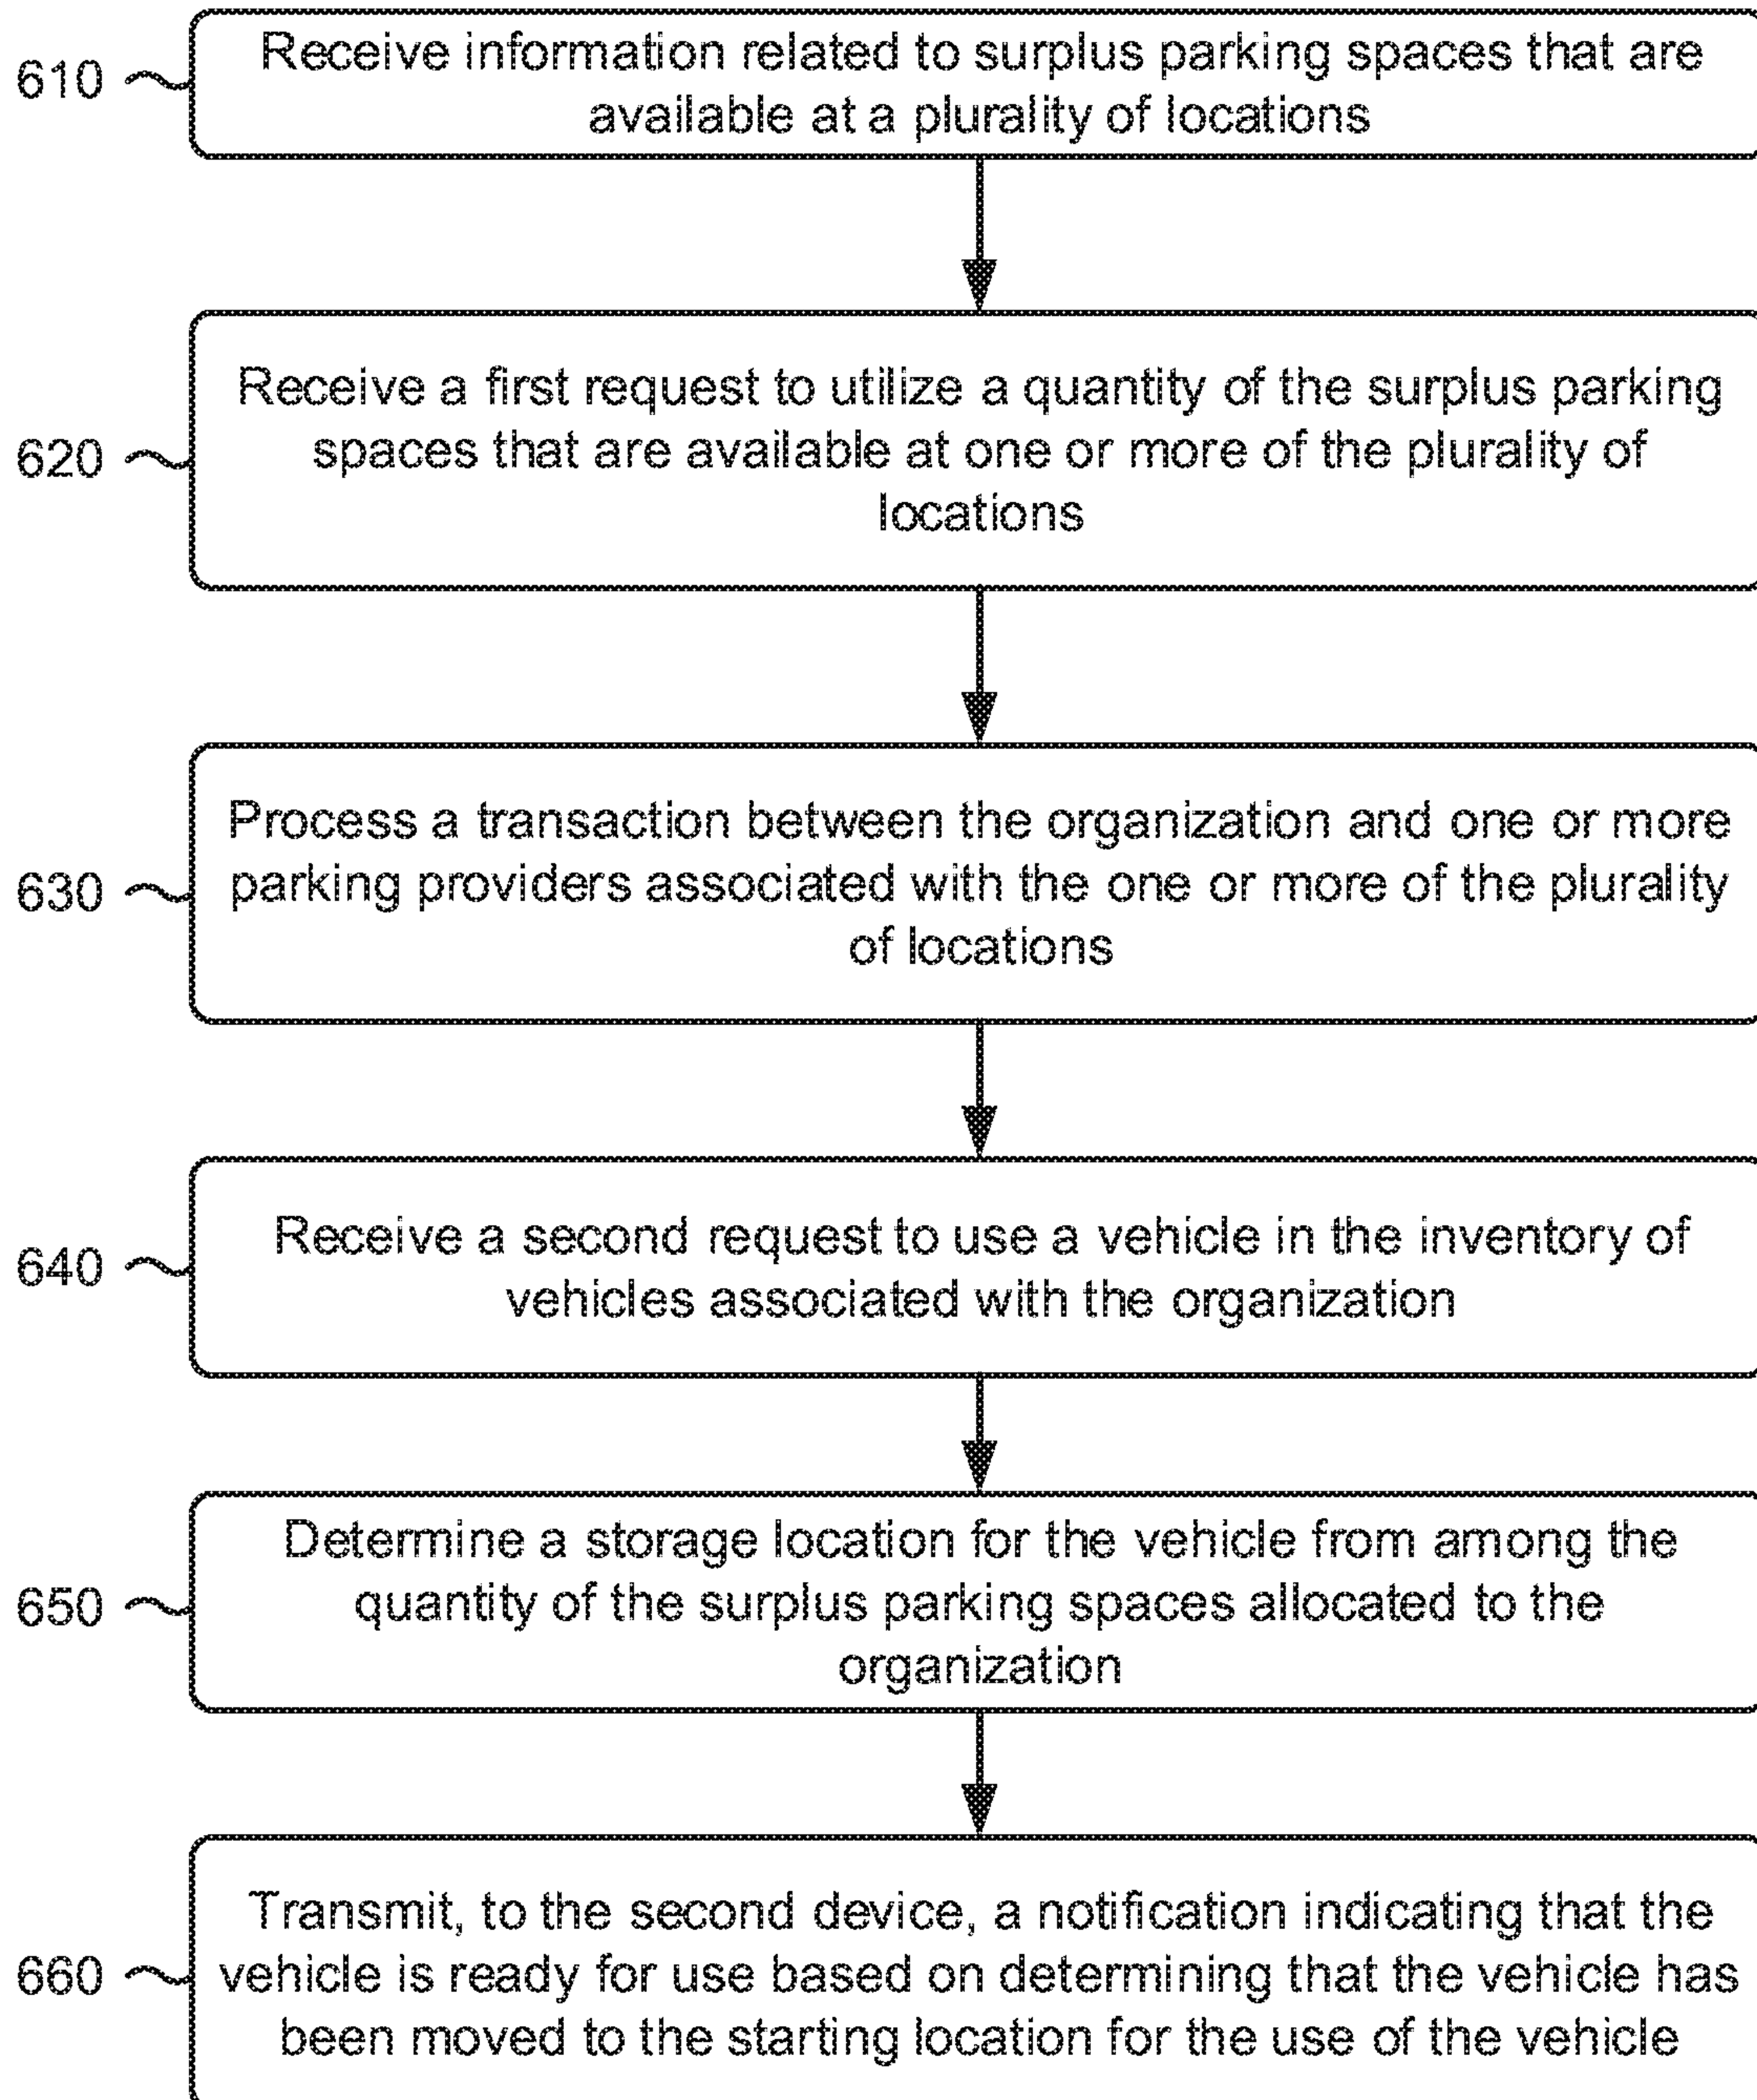 Receive information related to surplus parking spaces that are
610
available at a plurality of locations
Receive a first request to utilize a quantity of the surplus parking
620
spaces that are available at one or more of the plurality of
locations
Process a transaction between the organization and one or more
630
parking providers associated with the one or more of the plurality
of locations
Receive a second request to use a vehicle in the inventory of
640
vehicles associated with the organization
Determine a storage location for the vehicle from among the
650
quantity of the surplus parking spaces allocated to the
organization
Transmit, to the second device, a notification indicating that the
660
vehicle is ready for use based on determining that the vehicle has
been moved to the starting location for the use of the vehicle